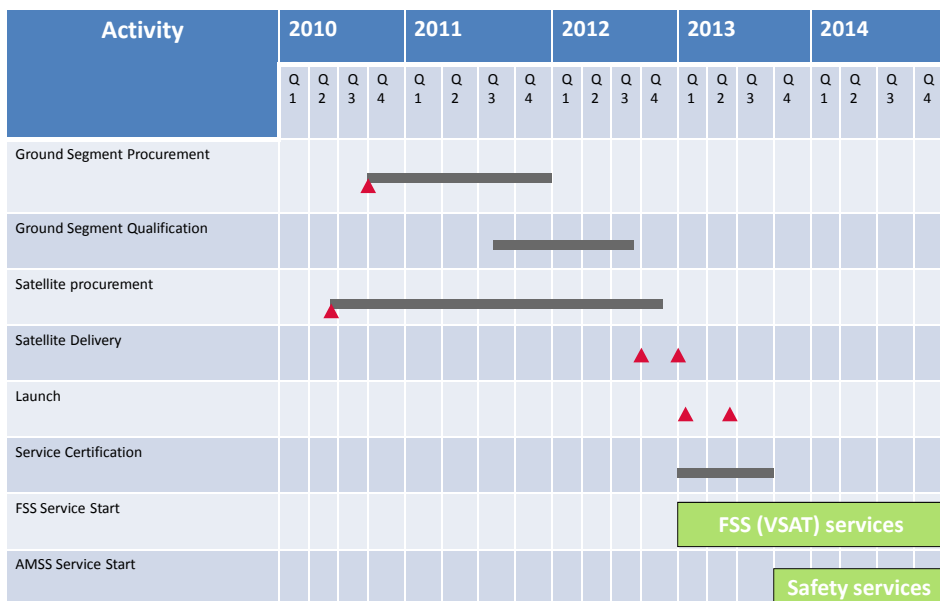 Activity 2010 2011 2012 2013 2014
Q Q Q Q Q Q Q Q Q Q Q Q Q Q Q Q Q Q Q Q
1 2 3 4 1 2 3 4 1 2 3 4 1 2 3 4 1 2 3 4
Ground Segment Procurement
Ground Segment Qualification
Satellite procurement
Satellite Delivery
Launch
Service Certification
FSS Service Start
FSS (VSAT) services
AMSS Service Start
Safety services